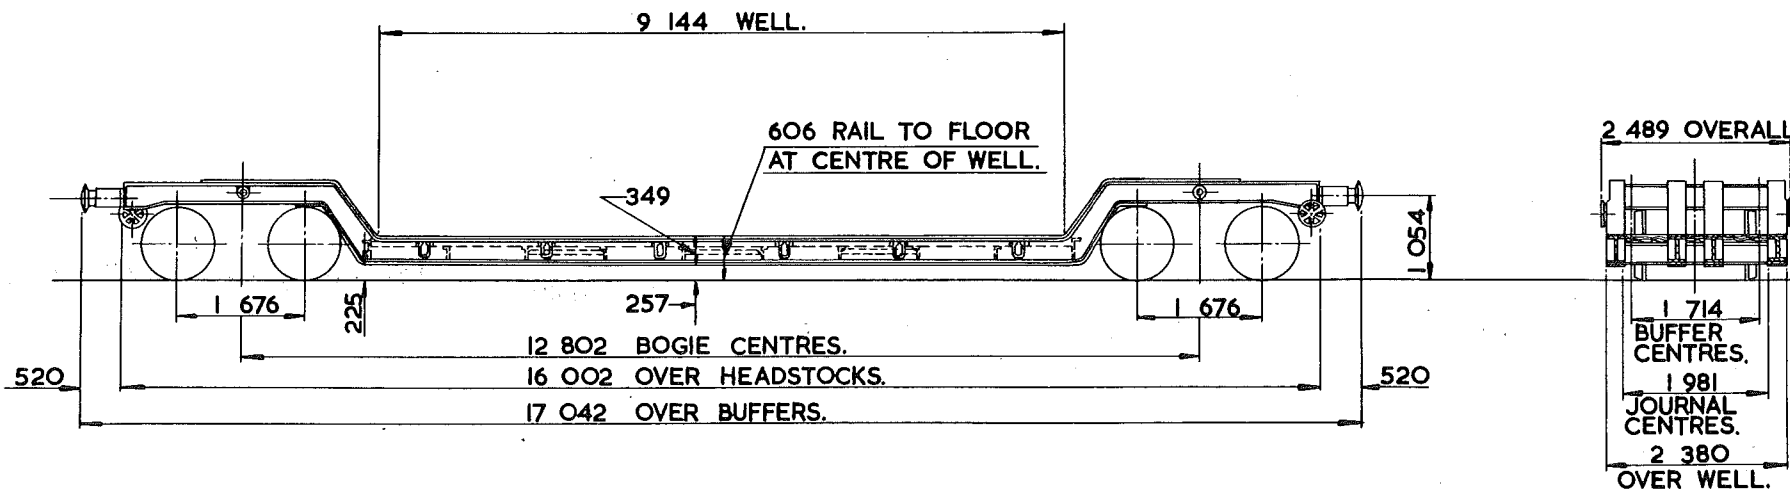 9 144 WELL.
606 RAIL TO FLOOR
AT CENTRE OF WELL.
349
2 489 OVERALL
1 054
1 676
225
257
1 676
1 714
BUFFER
CENTRES.
12 802 BOGIE CENTRES.
520
16 002 OVER HEADSTOCKS.
520
1 981
JOURNAL
CENTRES.
17 042 OVER BUFFERS.
2 380
OVER WELL.